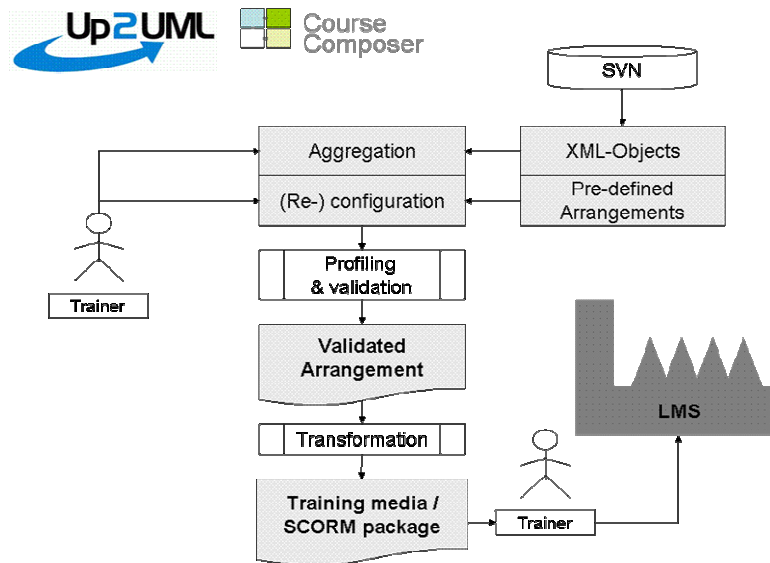 Up2UML
Course
Composer
SVN
Aggregation
XML-Objects
(Re-) configuration
Pre-defined
Arrangements
Trainer
Profiling
& validation
Validated
Arrangement
LMS
Transformation
Training media /
SCORM package
Trainer